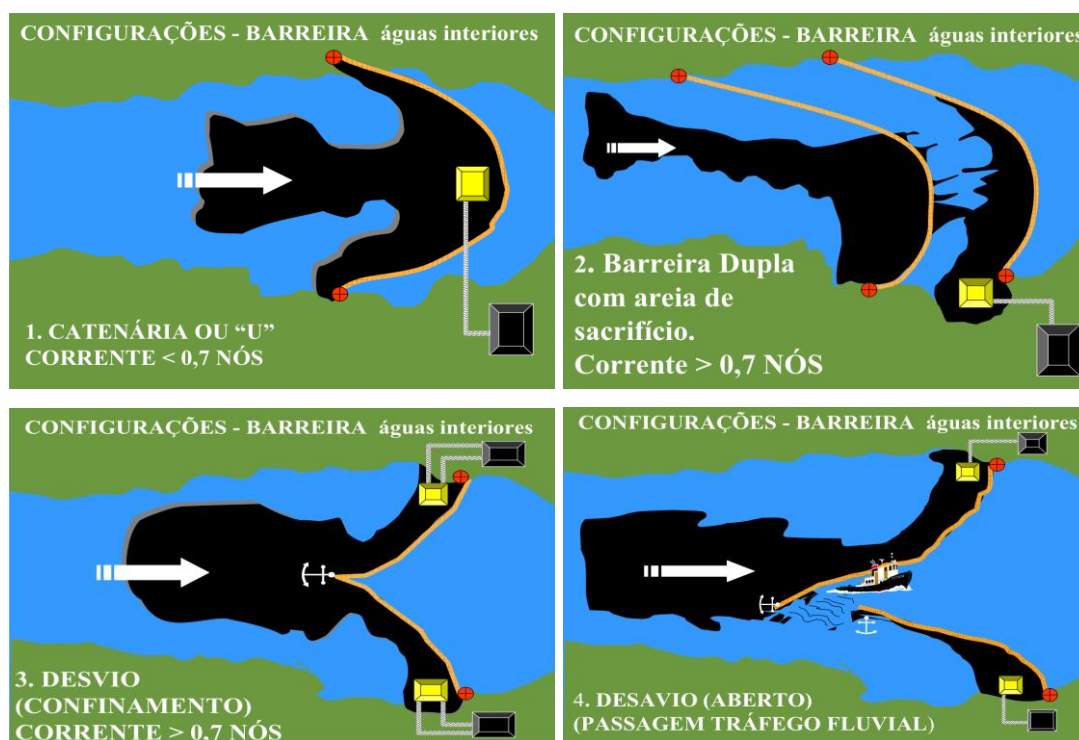 CONFIGURAÇÕES - BARREIRA águas interiores
1. CATENÁRIA OU “U”
CORRENTE < 0,7 NÓS
CONFIGURAÇÕES - BARREIRA águas interiores
2. Barreira Dupla
com areia de
sacrifício.
Corrente > 0,7 NÓS
CONFIGURAÇÕES - BARREIRA águas interiores
3. DESVIO
(CONFINAMENTO)
CORRENTE > 0,7 NÓS
CONFIGURAÇÕES - BARREIRA águas interiores
4. DESAVIO (ABERTO)
(PASSAGEM TRÁFEGO FLUVIAL)